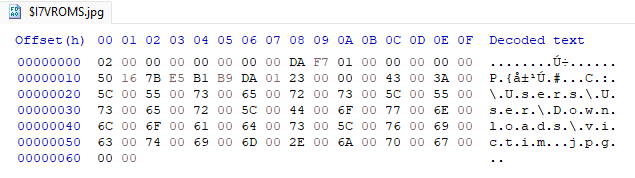 $I7VROMS.jpg
Offset(h) 00 01 02 03 04 05 06 07 08 09 0A 0B 0C 0D 0E 0F Decoded text
00000000 02 00 00 00 00 00 00 00 DA F7 01 00 00 00 00 00 ........Ú÷......
00000010 50 16 7B E5 B1 B9 DA 01 23 00 00 00 43 00 3A 00 P.{å±¹Ú.#...C.:.
00000020 5C 00 55 00 73 00 65 00 72 00 73 00 5C 00 55 00 \.U.s.e.r.s.\.U.
00000030 73 00 65 00 72 00 5C 00 44 00 6F 00 77 00 6E 00 s.e.r.\.D.o.w.n.
00000040 6C 00 6F 00 61 00 64 00 73 00 5C 00 76 00 69 00 l.o.a.d.s.\.v.i.
00000050 63 00 74 00 69 00 6D 00 2E 00 6A 00 70 00 67 00 c.t.i.m...j.p.g.
00000060 00 00 ..